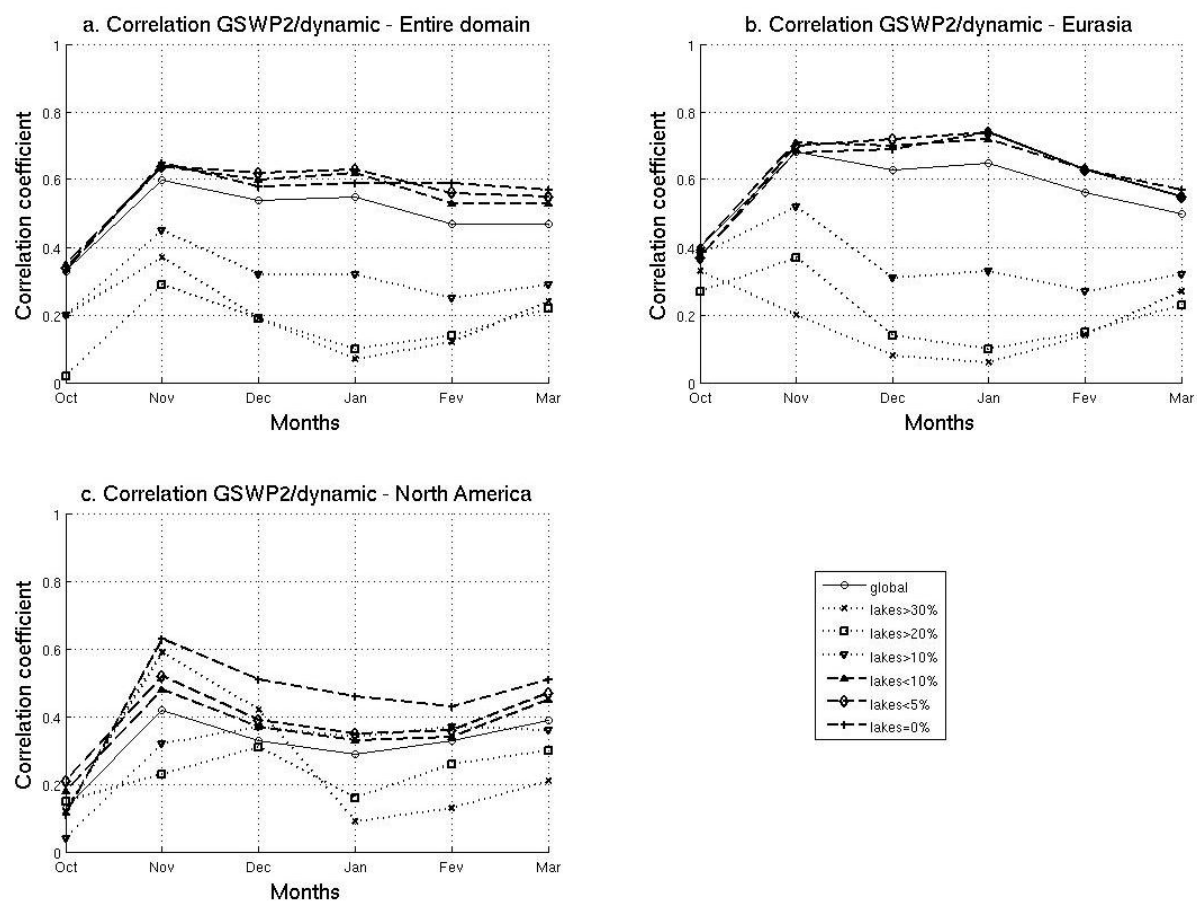 a. Correlation GSWP2/dynamic - Entire domain
Correlation coefficient
1
0.8
0.6
0.4
0.2
0
Oct Nov Dec Jan Fev Mar
Months
b. Correlation GSWP2/dynamic - Eurasia
Correlation coefficient
1
0.8
0.6
0.4
0.2
0
Oct Nov Dec Jan Fev Mar
Months
c. Correlation GSWP2/dynamic - North America
Correlation coefficient
1
0.8
0.6
0.4
0.2
0
Oct Nov Dec Jan Fev Mar
Months
global
lakes>30%
lakes>20%
lakes>10%
lakes<10%
lakes<5%
lakes=0%